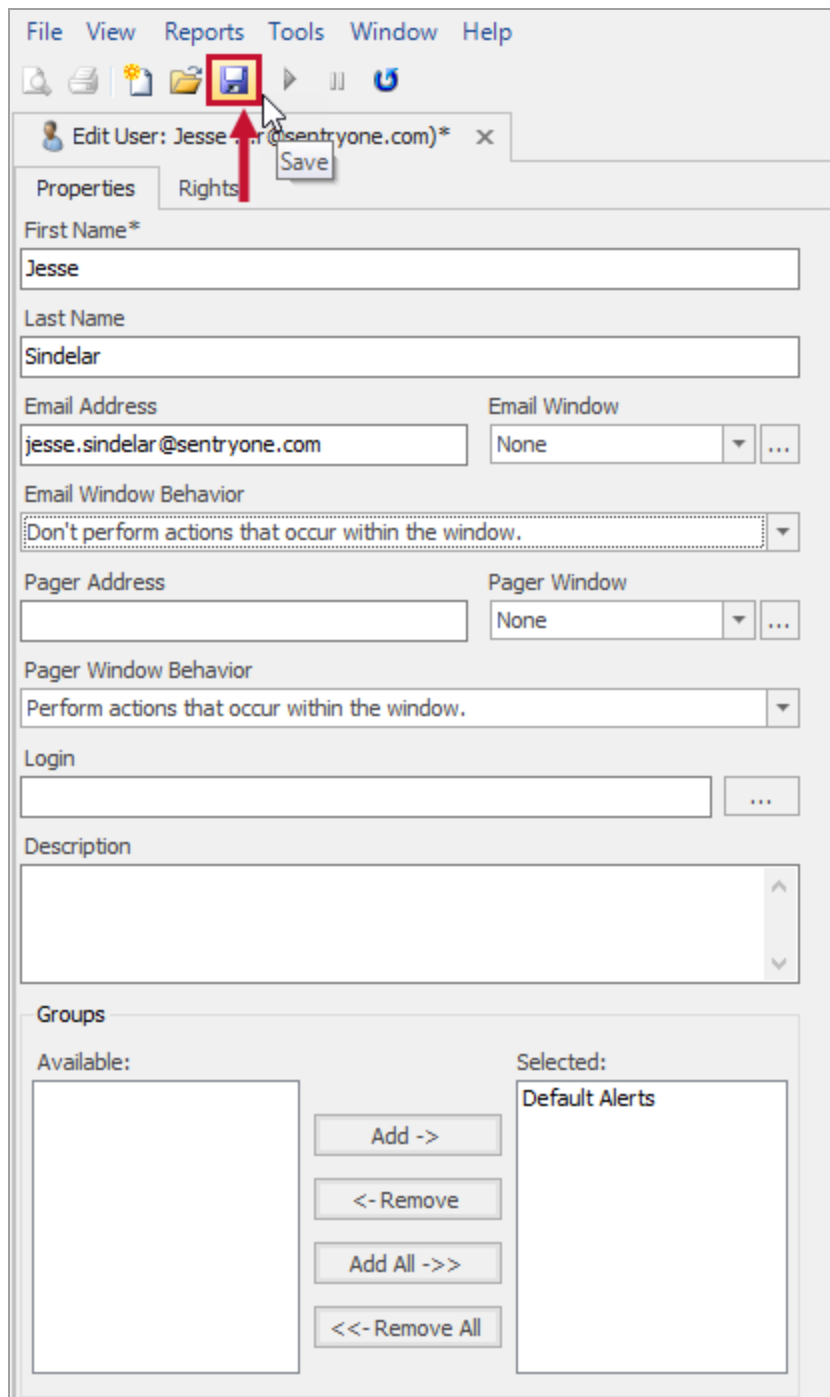 File View Reports Tools Window Help
Edit User: Jesse ...r@sentryone.com)*
Save
Properties Rights
First Name*
Jesse
Last Name
Sindelar
Email Address Email Window
jesse.sindelar@sentryone.com None ...
Email Window Behavior
Don't perform actions that occur within the window.
Pager Address Pager Window
None ...
Pager Window Behavior
Perform actions that occur within the window.
Login
...
Description
Groups
Available: Selected:
Default Alerts
Add ->
<- Remove
Add All ->>
<<- Remove All